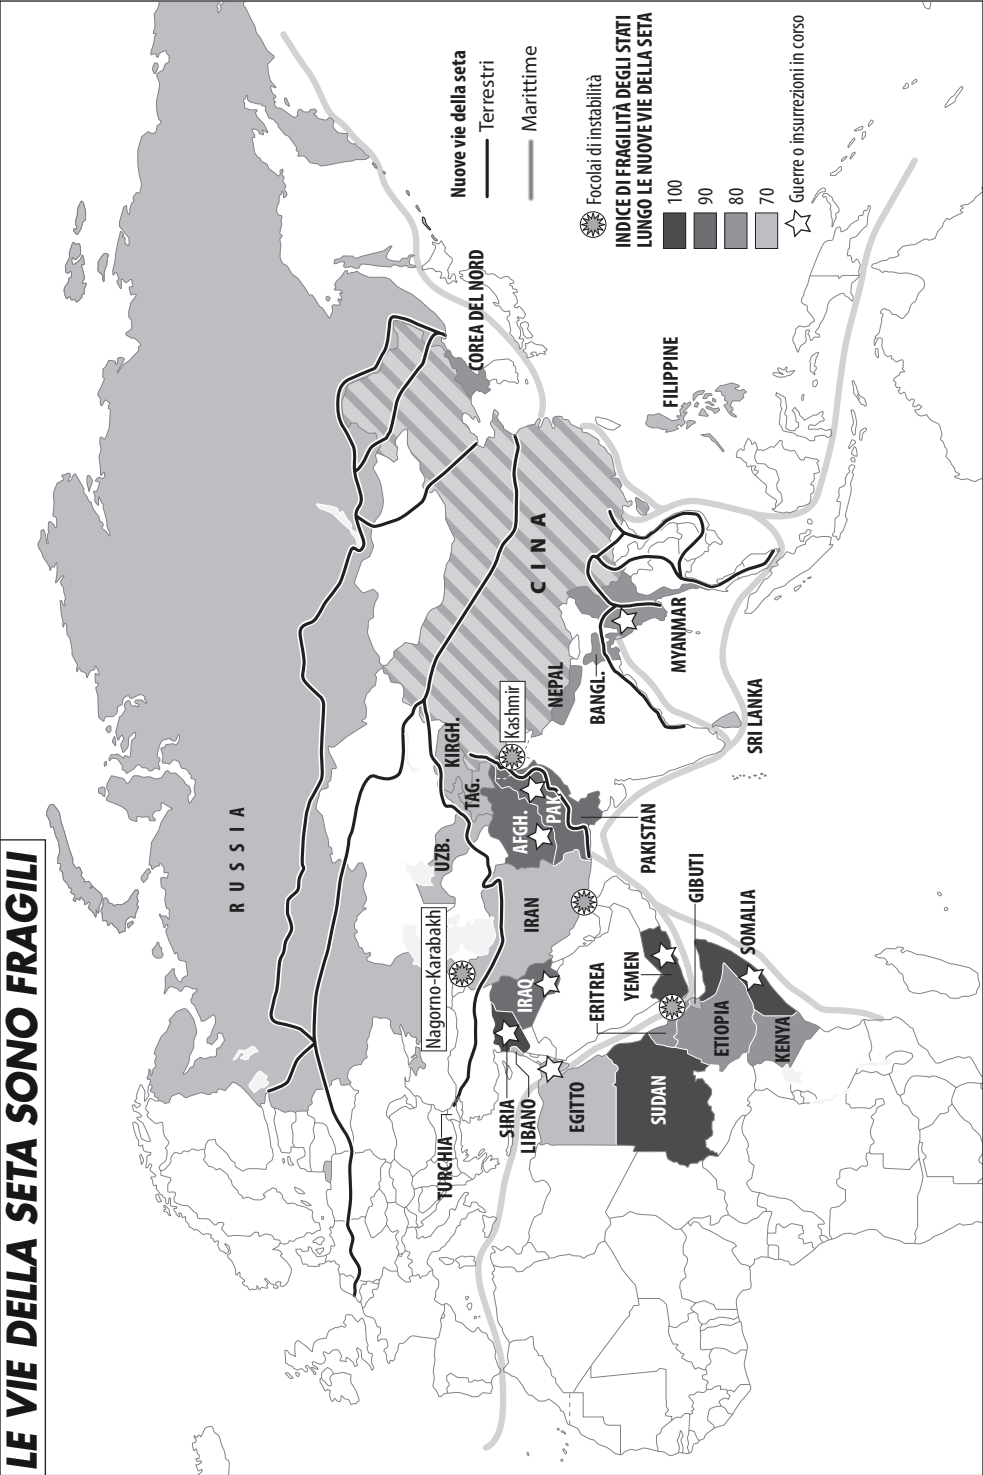 LE VIE DELLA SETA SONO FRAGILI
Nuove vie della seta
Terrestri
Marittime
Focolai di instabilità
INDICE DI FRAGILITÀ DEGLI STATI
LUNGO LE NUOVE VIE DELLA SETA
100
90
80
70
Guerre o insurrezioni in corso
RUSSIA
COREA DEL NORD
CINA
FILIPPINE
KIRGH.
TAG.
UZB.
Kashmir
NEPAL
BANGL.
MYANMAR
SRI LANKA
AFGH.
PAK.
PAKISTAN
Nagorno-Karabakh
IRAN
IRAQ
TURCHIA
SIRIA
LIBANO
EGITTO
SUDAN
ERITREA
YEMEN
GIBUTI
ETIOPIA
SOMALIA
KENYA